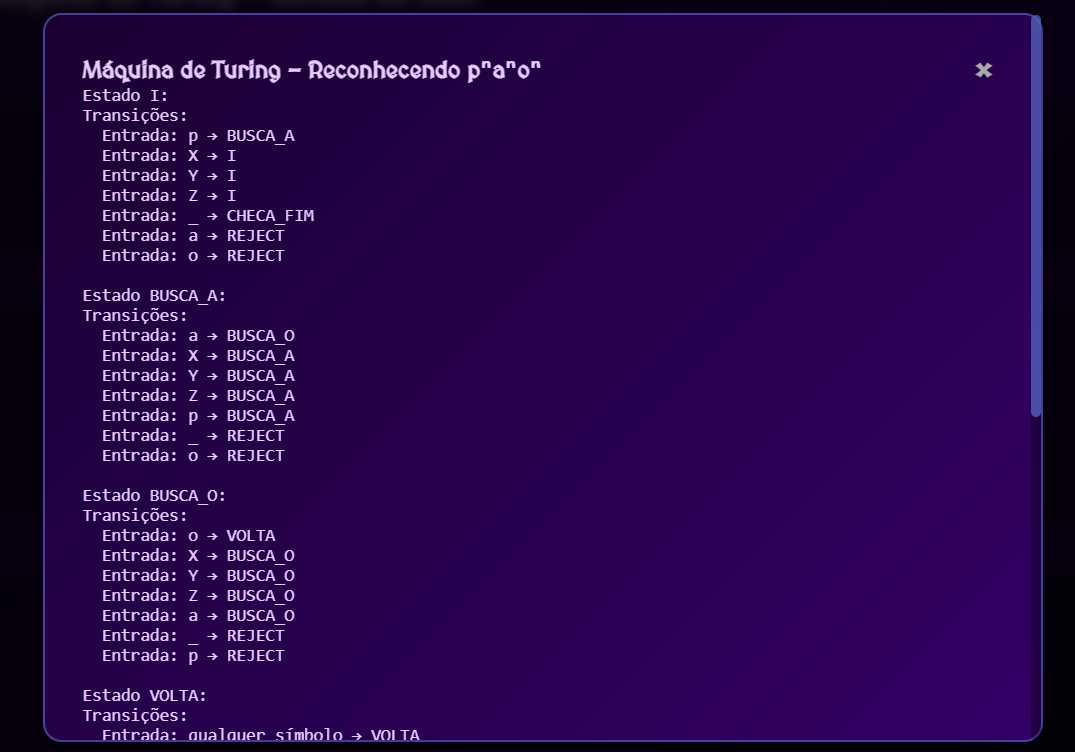 Máquina de Turing – Reconhecendo pⁿaⁿoⁿ
✖
Estado I:
Transições:
  Entrada: p → BUSCA_A
  Entrada: X → I
  Entrada: Y → I
  Entrada: Z → I
  Entrada: _ → CHECA_FIM
  Entrada: a → REJECT
  Entrada: o → REJECT

Estado BUSCA_A:
Transições:
  Entrada: a → BUSCA_O
  Entrada: X → BUSCA_A
  Entrada: Y → BUSCA_A
  Entrada: Z → BUSCA_A
  Entrada: p → BUSCA_A
  Entrada: _ → REJECT
  Entrada: o → REJECT

Estado BUSCA_O:
Transições:
  Entrada: o → VOLTA
  Entrada: X → BUSCA_O
  Entrada: Y → BUSCA_O
  Entrada: Z → BUSCA_O
  Entrada: a → BUSCA_O
  Entrada: _ → REJECT
  Entrada: p → REJECT

Estado VOLTA:
Transições:
  Entrada: qualquer símbolo → VOLTA